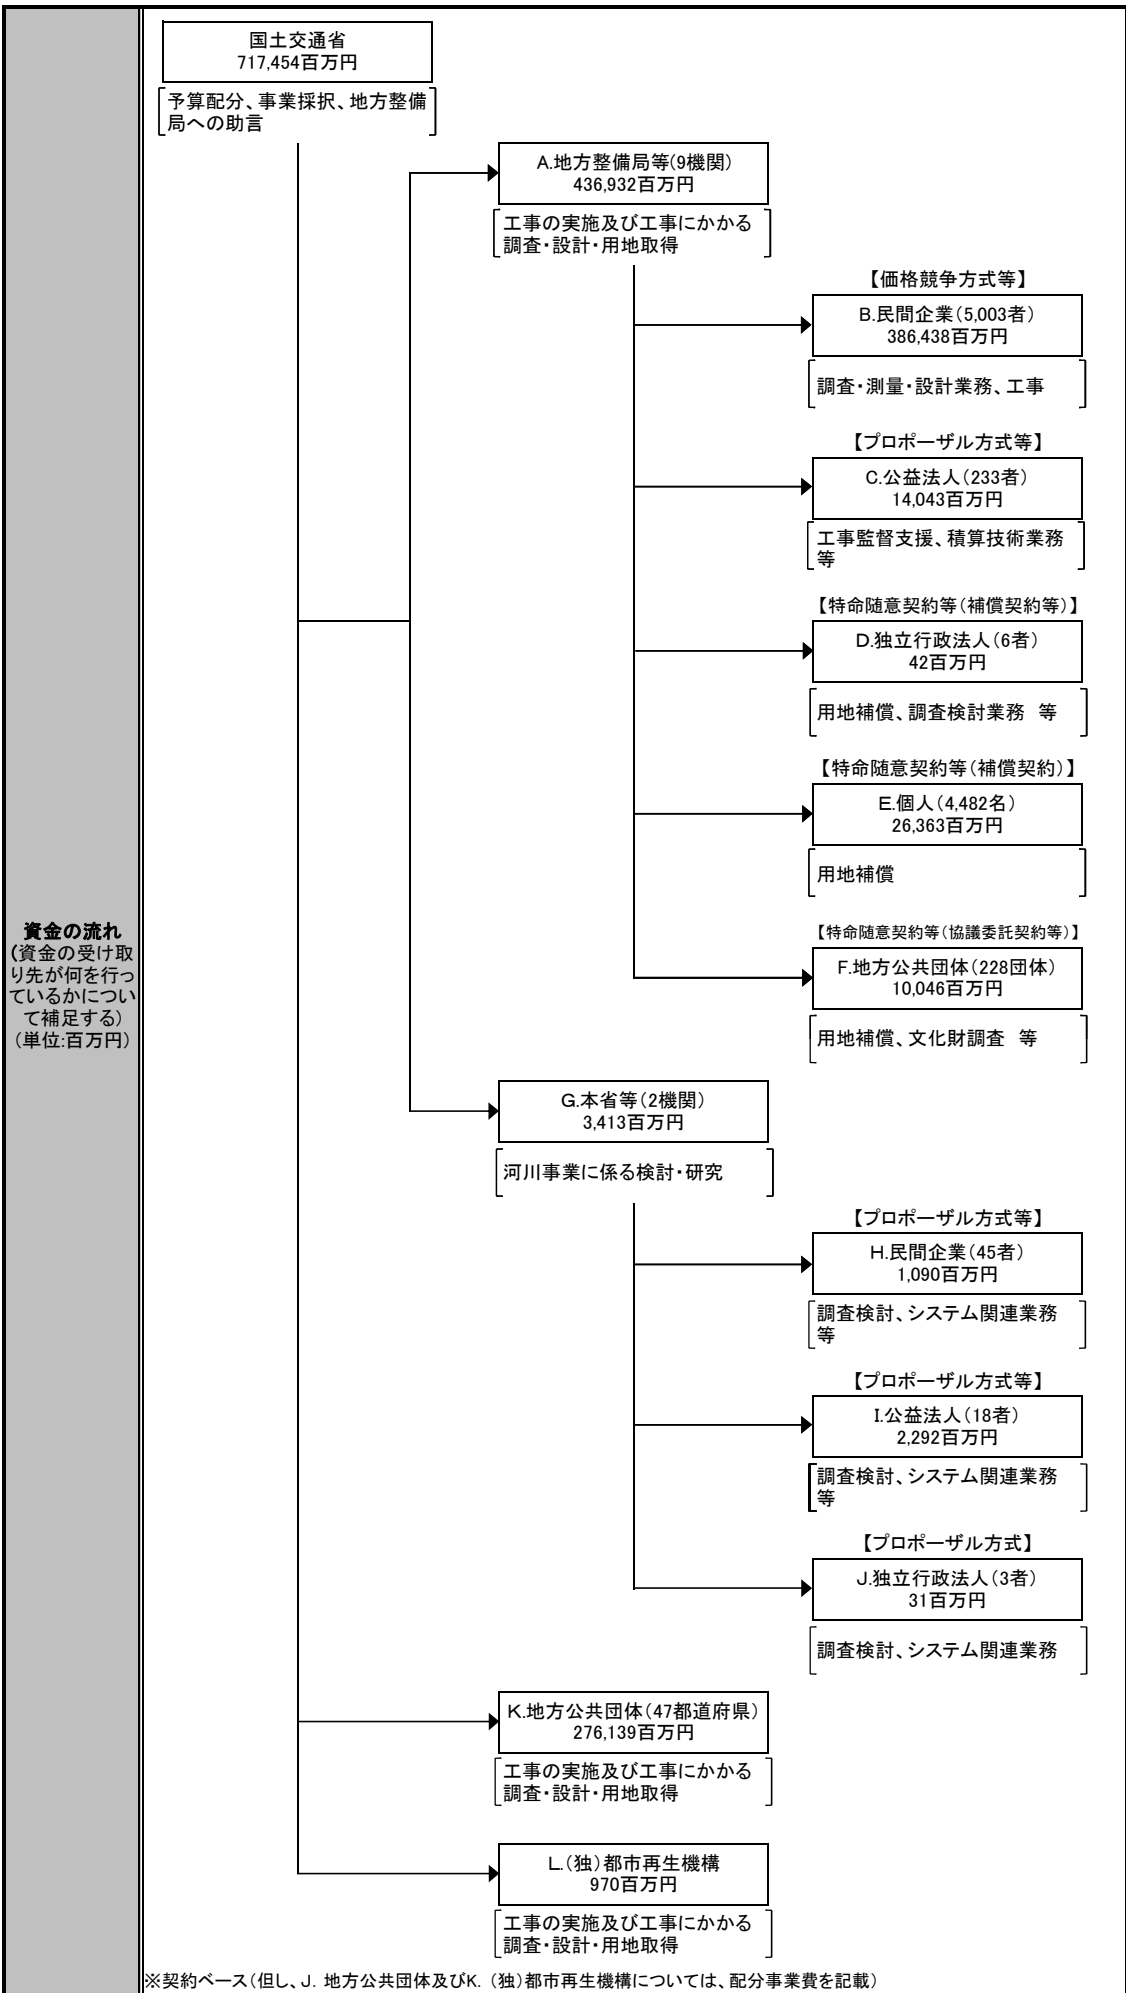 国土交通省
717,454百万円
予算配分、事業採択、地方整備
局への助言
A.地方整備局等(9機関)
436,932百万円
工事の実施及び工事にかかる
調査・設計・用地取得
【価格競争方式等】
B.民間企業(5,003者)
386,438百万円
調査・測量・設計業務、工事
【プロポーザル方式等】
C.公益法人(233者)
14,043百万円
工事監督支援、積算技術業務
等
【特命随意契約等(補償契約等)】
D.独立行政法人(6者)
42百万円
用地補償、調査検討業務 等
【特命随意契約等(補償契約)】
E.個人(4,482名)
26,363百万円
用地補償
【特命随意契約等(協議委託契約等)】
F.地方公共団体(228団体)
10,046百万円
用地補償、文化財調査 等
資金の流れ
(資金の受け取
り先が何を行っ
ているかについ
て補足する)
(単位:百万円)
G.本省等(2機関)
3,413百万円
河川事業に係る検討・研究
【プロポーザル方式等】
H.民間企業(45者)
1,090百万円
調査検討、システム関連業務
等
【プロポーザル方式等】
I.公益法人(18者)
2,292百万円
調査検討、システム関連業務
等
【プロポーザル方式】
J.独立行政法人(3者)
31百万円
調査検討、システム関連業務
K.地方公共団体(47都道府県)
276,139百万円
工事の実施及び工事にかかる
調査・設計・用地取得
L.(独)都市再生機構
970百万円
工事の実施及び工事にかかる
調査・設計・用地取得
※契約ベース(但し、J. 地方公共団体及びK. (独)都市再生機構については、配分事業費を記載)